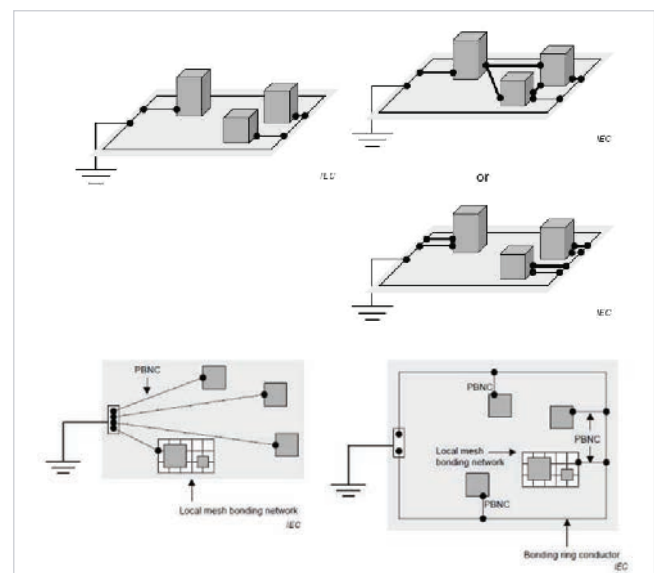 IEC
IEC
or
IEC
PBNC
Local mesh bonding network
IEC
PBNC
PBNC
Local mesh
bonding network
PBNC
Bonding ring conductor
IEC